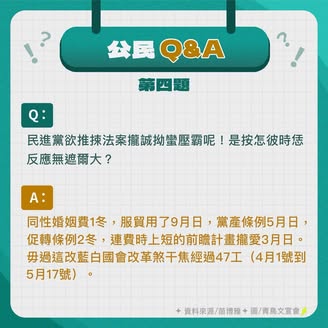 公民 Q&A
第四題
Q:
民進黨欲推揀法案攏誠拗蠻壓霸呢！是按怎彼時恁
反應無遮爾大？
A:
同性婚姻費1冬，服貿用了9月日，黨產條例5月日，
促轉條例2冬，連費時上短的前瞻計畫攏愛3月日。
毋過這改藍白國會改革煞干焦經過47工（4月1號到
5月17號）。
資料來源/苗博雅 圖/青鳥文宣會